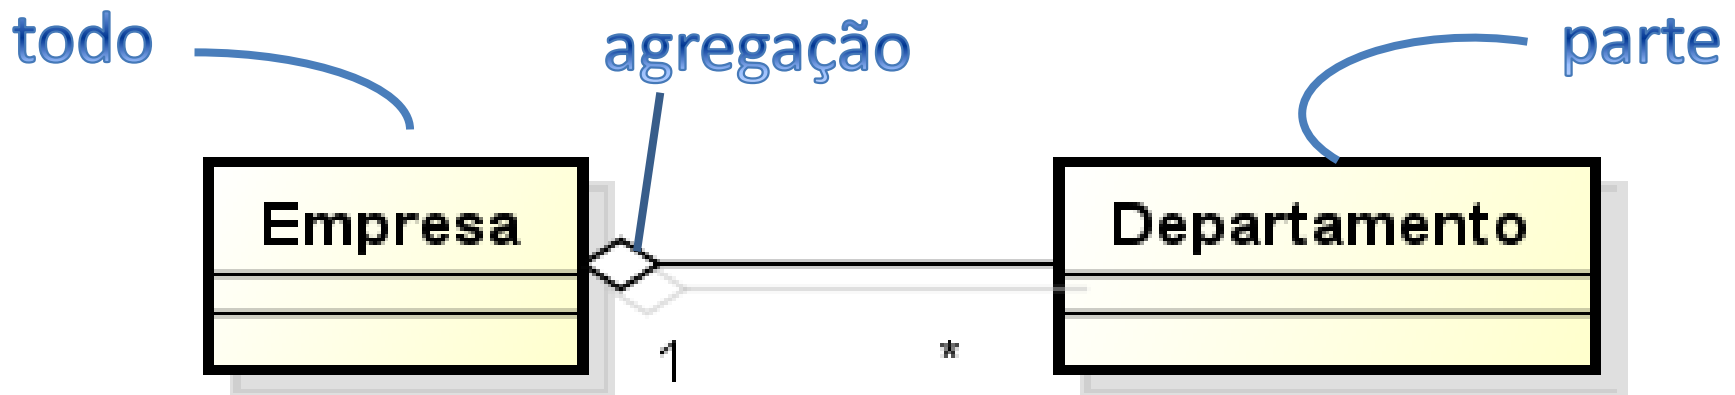 todo
agregação
parte
Empresa
Departamento
1
*